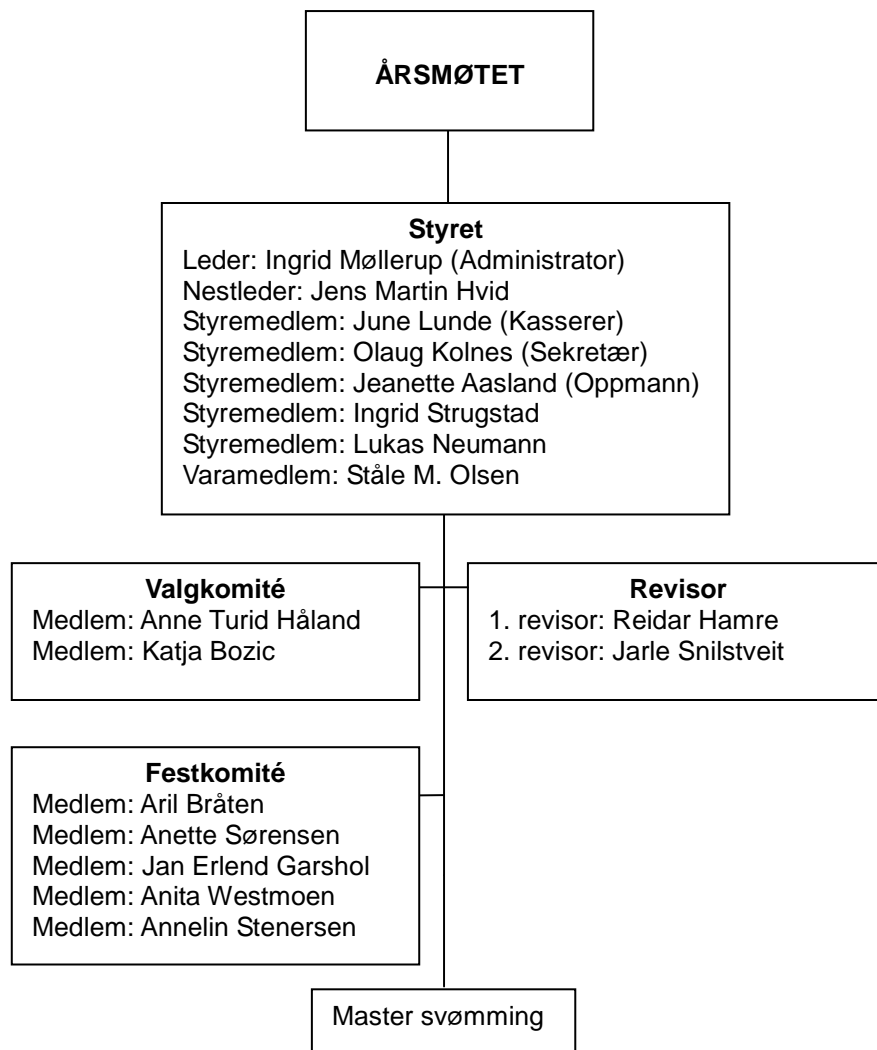 ÅRSMØTET
Styret
Leder: Ingrid Møllerup (Administrator)
Nestleder: Jens Martin Hvid
Styremedlem: June Lunde (Kasserer)
Styremedlem: Olaug Kolnes (Sekretær)
Styremedlem: Jeanette Aasland (Oppmann)
Styremedlem: Ingrid Strugstad
Styremedlem: Lukas Neumann
Varamedlem: Ståle M. Olsen
Valgkomité
Medlem: Anne Turid Håland
Medlem: Katja Bozic
Revisor
1. revisor: Reidar Hamre
2. revisor: Jarle Snilstveit
Festkomité
Medlem: Aril Bråten
Medlem: Anette Sørensen
Medlem: Jan Erlend Garshol
Medlem: Anita Westmoen
Medlem: Annelin Stenersen
Master svømming